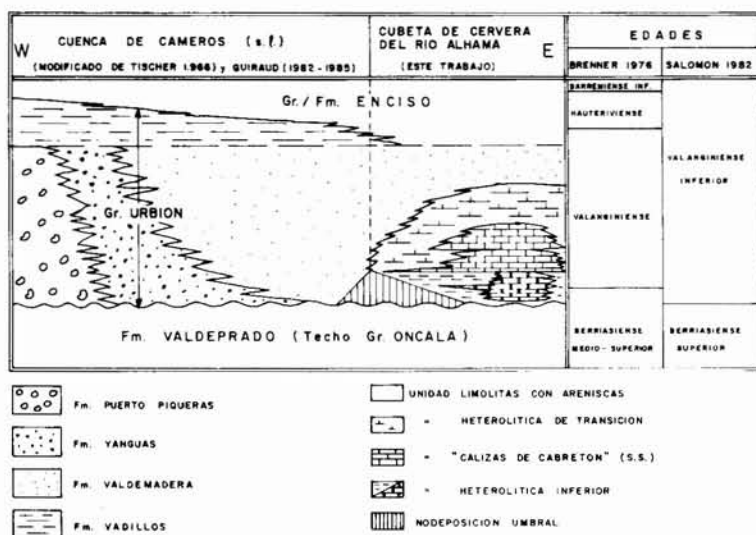 W
CUENCA DE CAMEROS (s.l.)
(MODIFICADO DE TISCHER 1.966) y GUIRAUD (1982-1985)
CUBETA DE CERVERA
DEL RIO ALHAMA
(ESTE TRABAJO)
E
EDADES
BRENNER 1976
SALOMON 1982
Gr./Fm. ENCISO
Gr. URBION
Fm. VALDEPRADO (Techo Gr. ONCALA)
BARREMIENSE INF.
HAUTERIVIENSE
VALANGINIENSE
BERRIASIENSE
MEDIO-SUPERIOR
VALANGINIENSE
INFERIOR
BERRIASIENSE
SUPERIOR
Fm. PUERTO PIQUERAS
Fm. YANGUAS
Fm. VALDEMADERA
Fm. VADILLOS
UNIDAD LIMOLITAS CON ARENISCAS
" HETEROLITICA DE TRANSICION
" "CALIZAS DE CABRETON" (S.S.)
" HETEROLITICA INFERIOR
NODEPOSICION UMBRAL